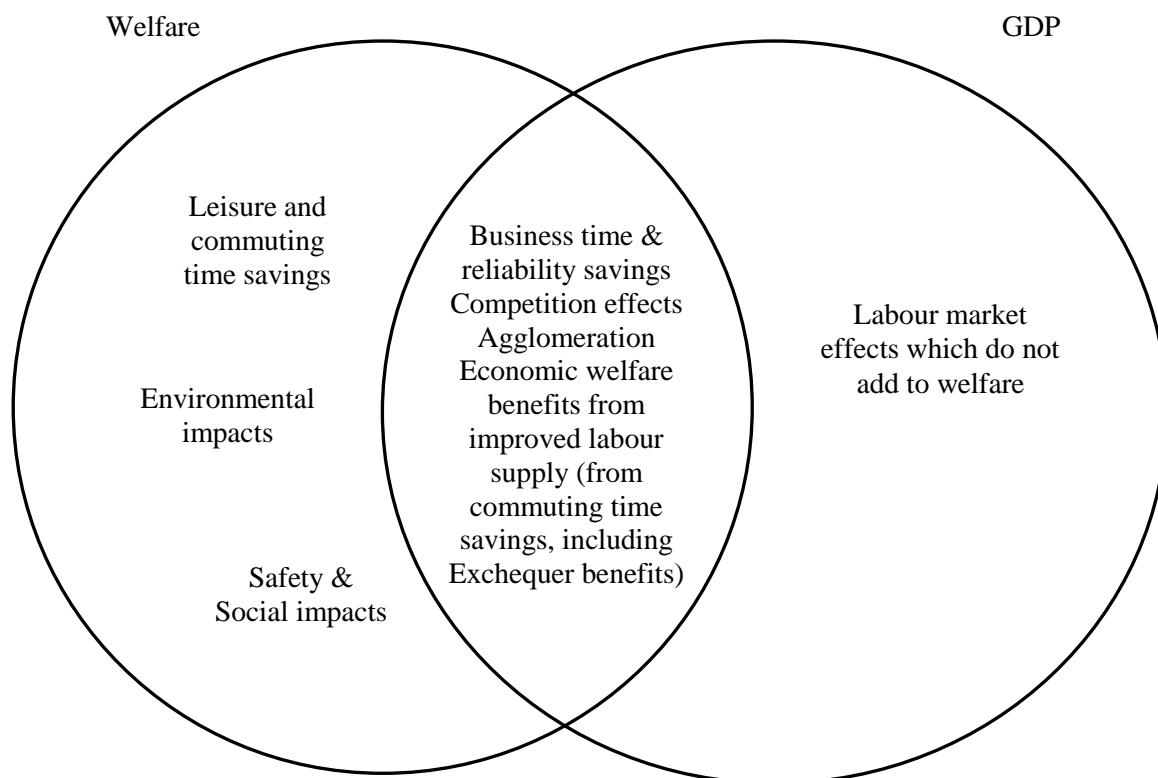 Welfare
GDP
Leisure and
commuting
time savings
Environmental
impacts
Safety &
Social impacts
Business time &
reliability savings
Competition effects
Agglomeration
Economic welfare
benefits from
improved labour
supply (from
commuting time
savings, including
Exchequer benefits)
Labour market
effects which do not
add to welfare